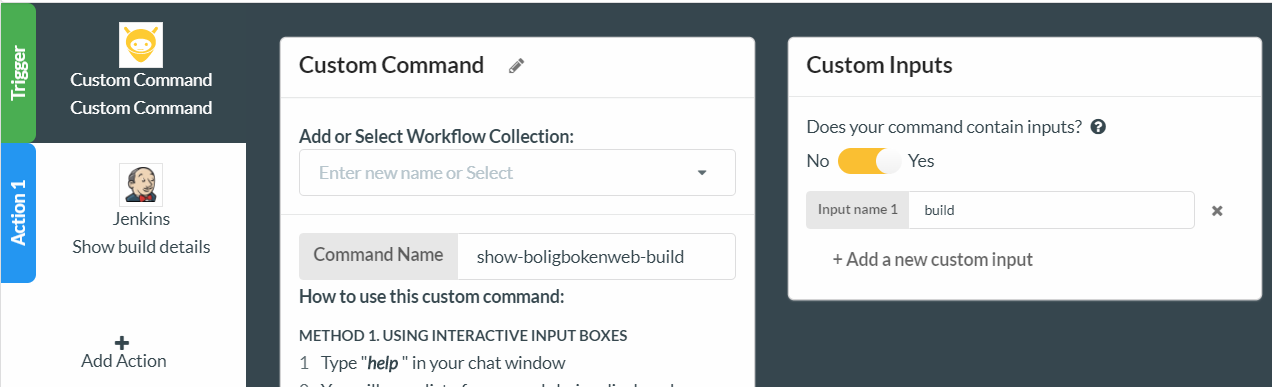 Trigger
Custom Command
Custom Command
Action 1
Jenkins
Show build details
Add Action
Custom Command
Add or Select Workflow Collection:
Enter new name or Select
Command Name
show-boligbokenweb-build
How to use this custom command:
METHOD 1. USING INTERACTIVE INPUT BOXES
1 Type "help " in your chat window
Custom Inputs
Does your command contain inputs? ?
No Yes
Input name 1 build
+ Add a new custom input